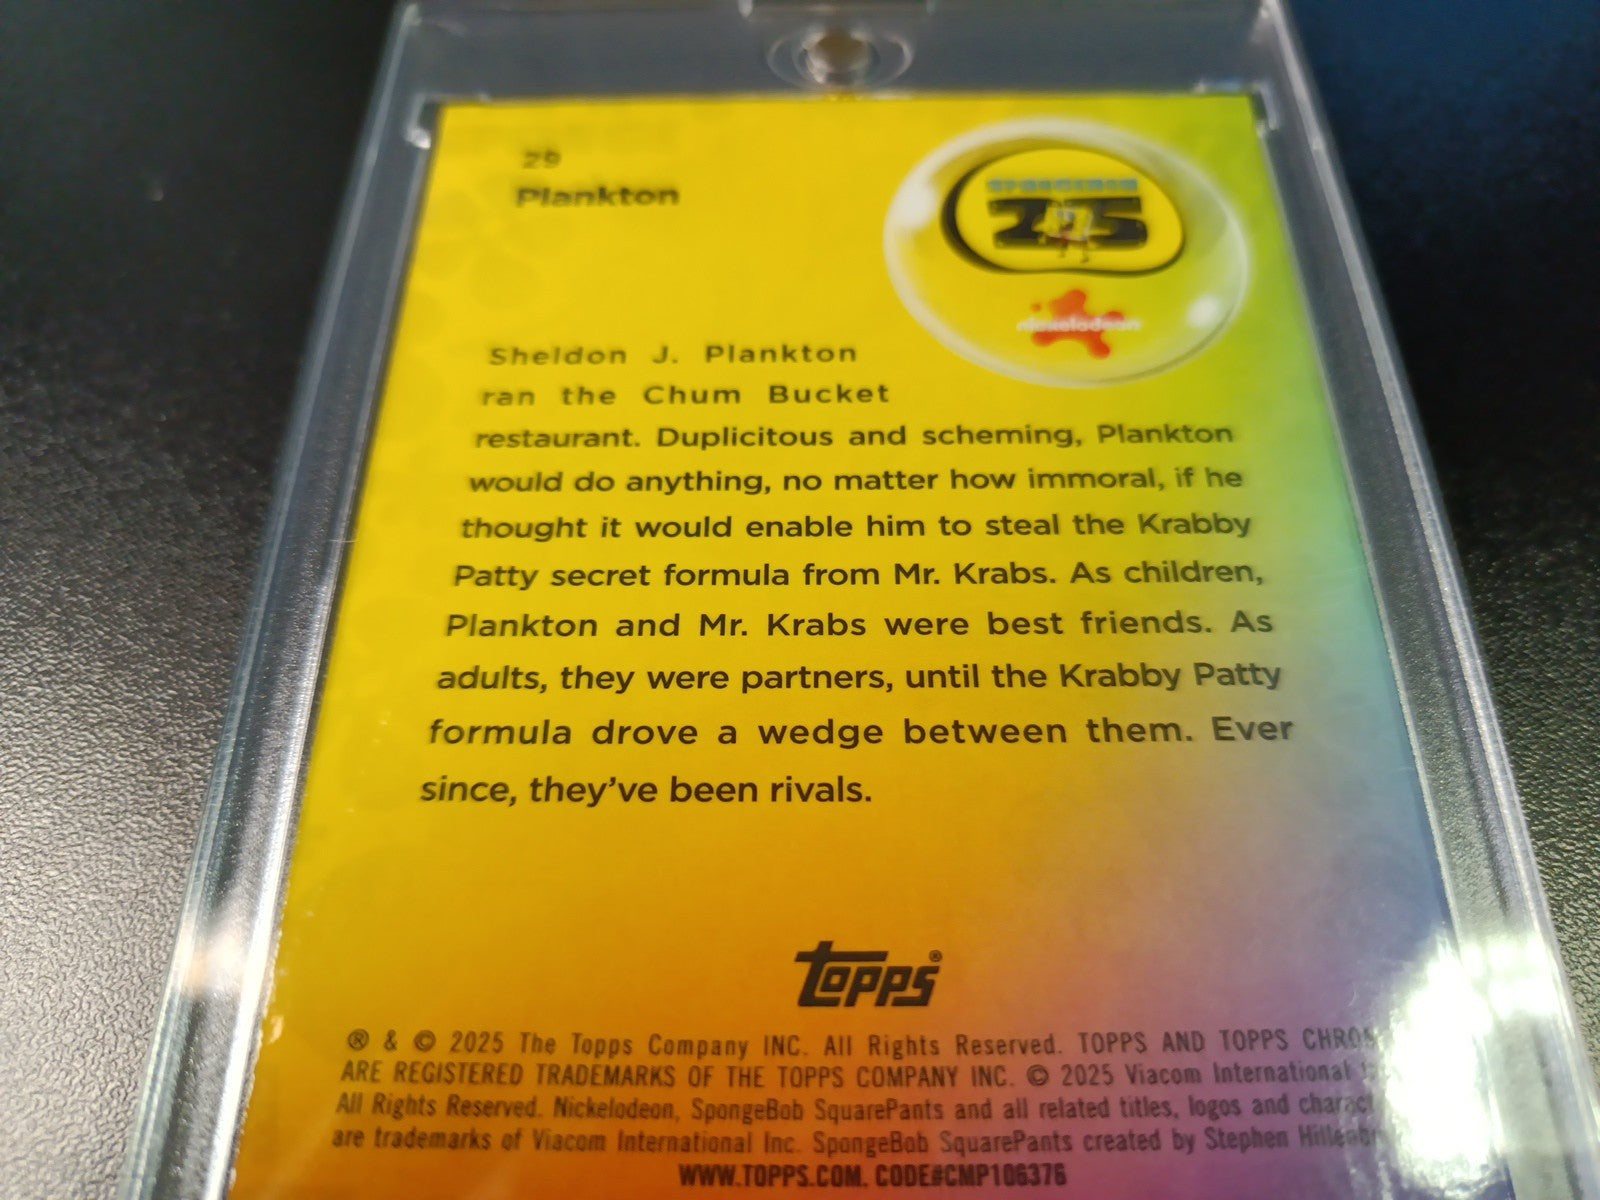 29
Plankton
SPONGEBOB
25
nickelodeon
Sheldon J. Plankton
ran the Chum Bucket
restaurant. Duplicitous and scheming, Plankton
would do anything, no matter how immoral, if he
thought it would enable him to steal the Krabby
Patty secret formula from Mr. Krabs. As children,
Plankton and Mr. Krabs were best friends. As
adults, they were partners, until the Krabby Patty
formula drove a wedge between them. Ever
since, they've been rivals.
topps®
® & © 2025 The Topps Company INC. All Rights Reserved. TOPPS AND TOPPS
ARE REGISTERED TRADEMARKS OF THE TOPPS COMPANY INC. © 2025 Viacom International
All Rights Reserved. Nickelodeon, SpongeBob SquarePants and all related titles, logos and
are trademarks of Viacom International Inc. SpongeBob SquarePants created by Stephen
WWW.TOPPS.COM. CODE#CMP106376